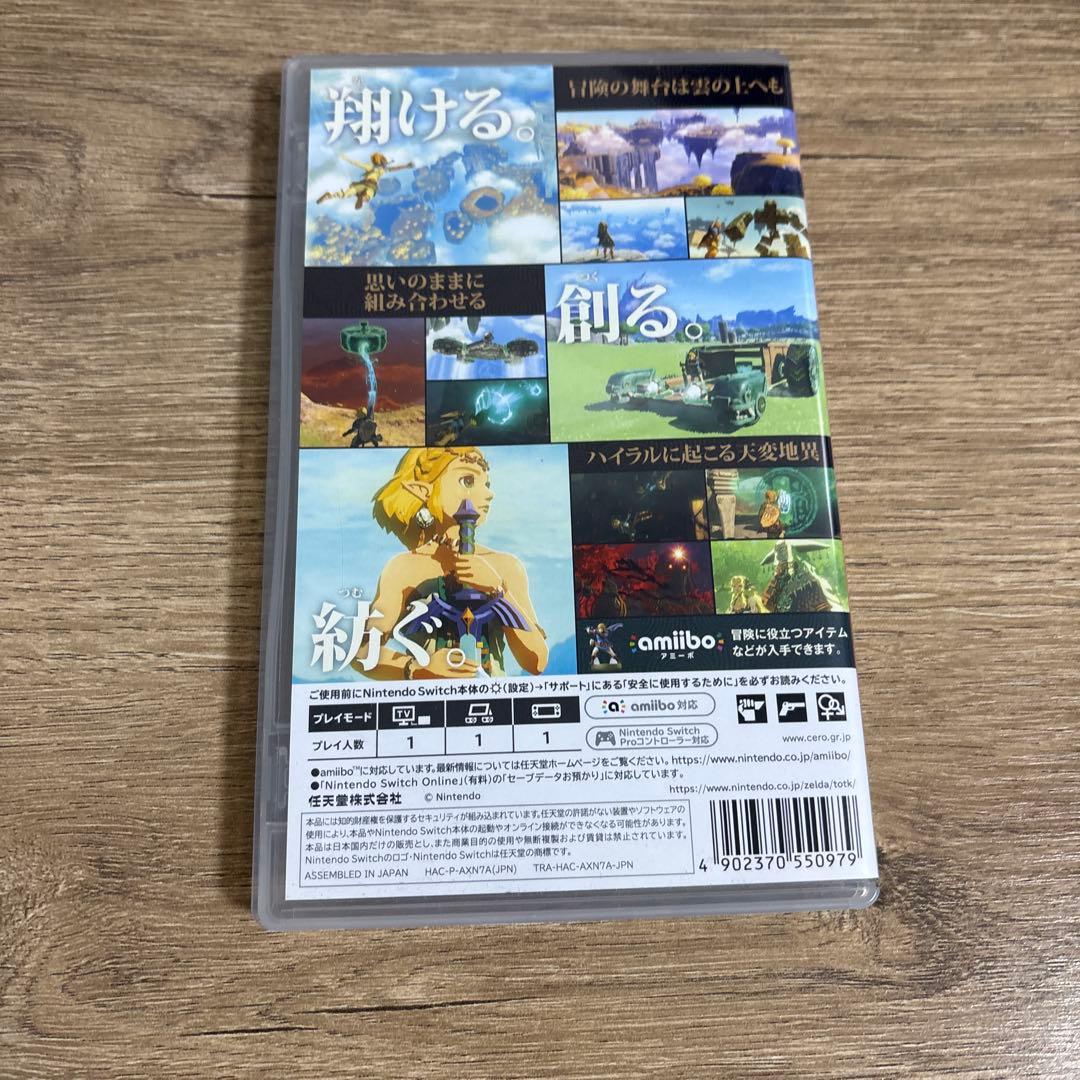 翔ける。
冒険の舞台は雲の上へも
思いのままに
組み合わせる
つく
創る。
ハイラルに起こる天変地異
つむ
紡ぐ。
amiibo
アミーボ
冒険に役立つアイテム
などが入手できます。
ご使用前にNintendo Switch本体の(設定)→「サポート」にある「安全に使用するために」を必ずお読みください。
プレイモード
TV
プレイ人数 1 1 1
amiibo 対応
Nintendo Switch
Proコントローラー対応
www.cero.gr.jp
●amiibo™に対応しています。最新情報については任天堂ホームページをご覧ください。https://www.nintendo.co.jp/amiibo/
●「Nintendo Switch Online」(有料)の「セーブデータお預かり」に対応しています。
https://www.nintendo.co.jp/zelda/totk/
任天堂株式会社 © Nintendo
本品には知的財産権を保護するセキュリティが組み込まれています。任天堂の許諾がない装置やソフトウェアの
使用により、本品やNintendo Switch本体の起動やオンライン接続ができなくなる可能性があります。
本品は日本国内だけの販売とし、また商業目的の使用や無断複製および賃貸は禁止されています。
Nintendo Switchのロゴ・Nintendo Switchは任天堂の商標です。
ASSEMBLED IN JAPAN HAC-P-AXN7A(JPN) TRA-HAC-AXN7A-JPN
4 902370 550979